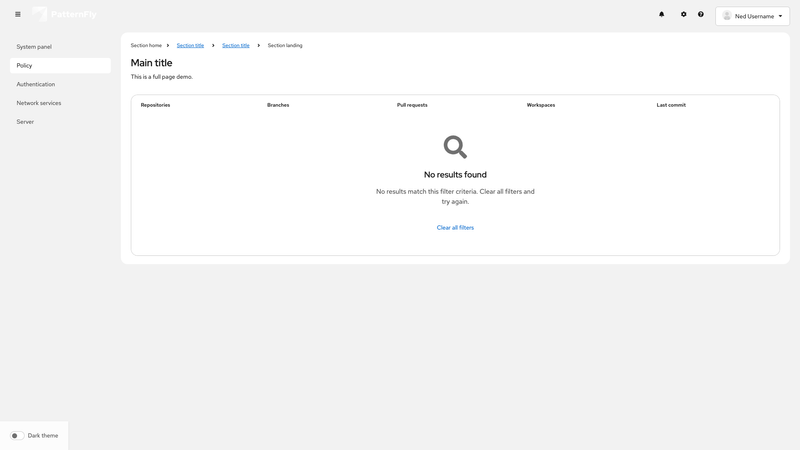 PatternFly
Ned Username
System panel
Policy
Authentication
Network services
Server
Section home
Section title
Section title
Section landing
Main title
This is a full page demo.
Repositories
Branches
Pull requests
Workspaces
Last commit
No results found
No results match this filter criteria. Clear all filters and
try again.
Clear all filters
Dark theme